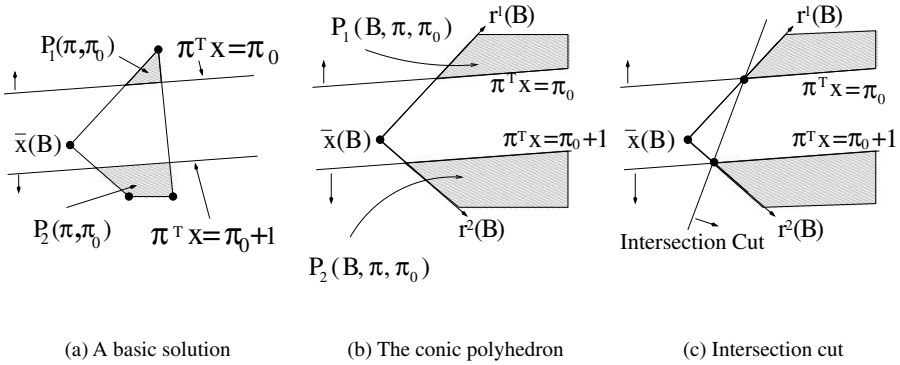 P₁(π,π₀)
πᵀx=π₀
x̄(B)
P₂(π,π₀)
πᵀx=π₀+1
(a) A basic solution
r¹(B)
P₁(B, π, π₀)
πᵀx=π₀
x̄(B)
πᵀx=π₀+1
r²(B)
P₂(B, π, π₀)
(b) The conic polyhedron
r¹(B)
πᵀx=π₀
x̄(B)
πᵀx=π₀+1
r²(B)
Intersection Cut
(c) Intersection cut